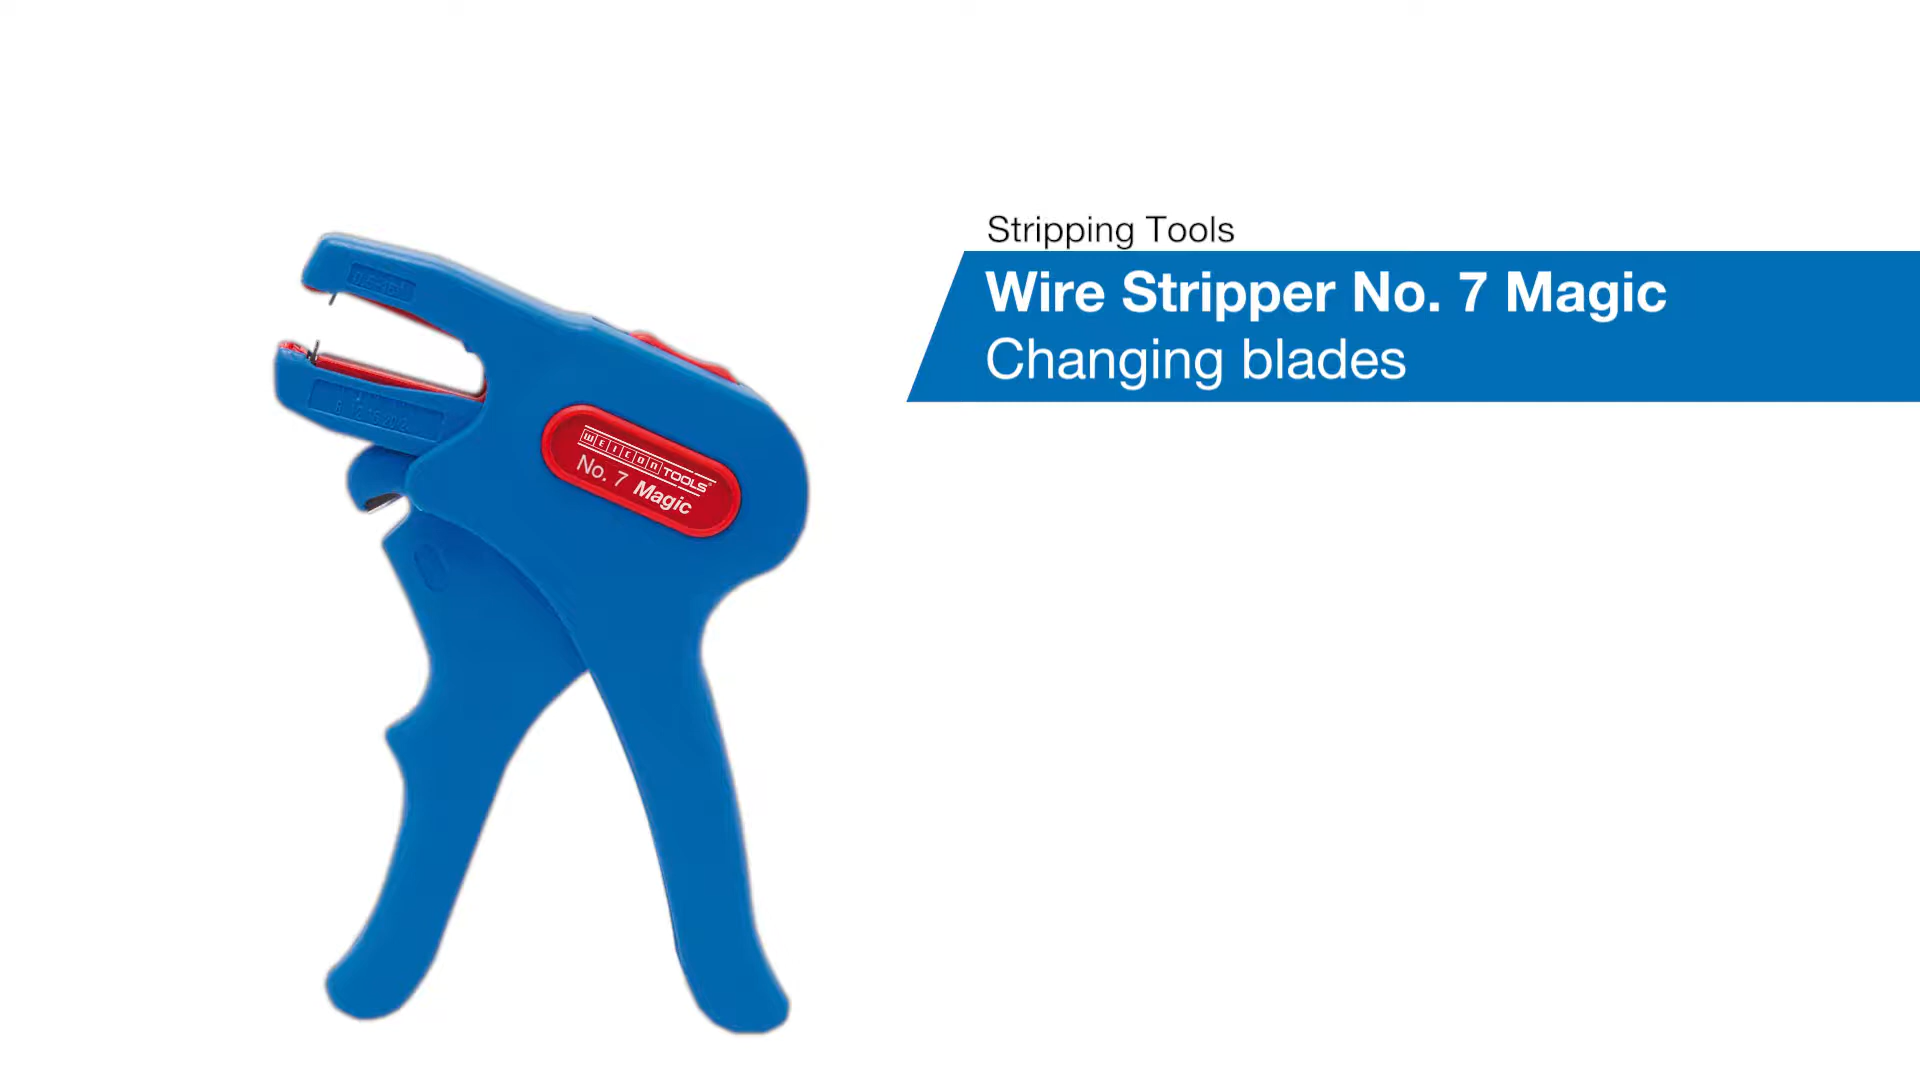 Stripping Tools
Wire Stripper No. 7 Magic
Changing blades
WEICON TOOLS®
No. 7 Magic